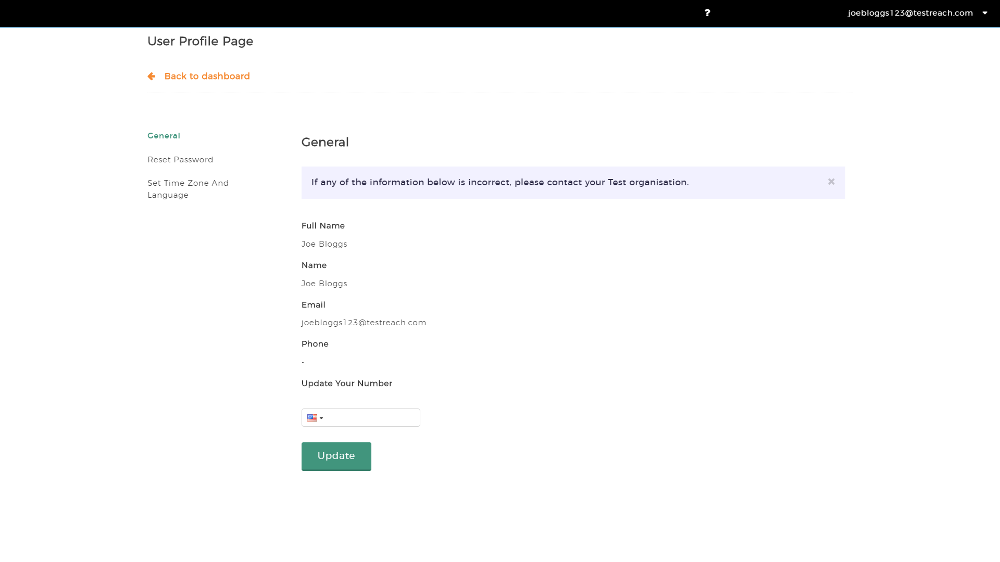 ?
joebloggs123@testreach.com
User Profile Page
Back to dashboard
General
Reset Password
Set Time Zone And
Language
General
If any of the information below is incorrect, please contact your Test organisation.
Full Name
Joe Bloggs
Name
Joe Bloggs
Email
joebloggs123@testreach.com
Phone
-
Update Your Number
Update